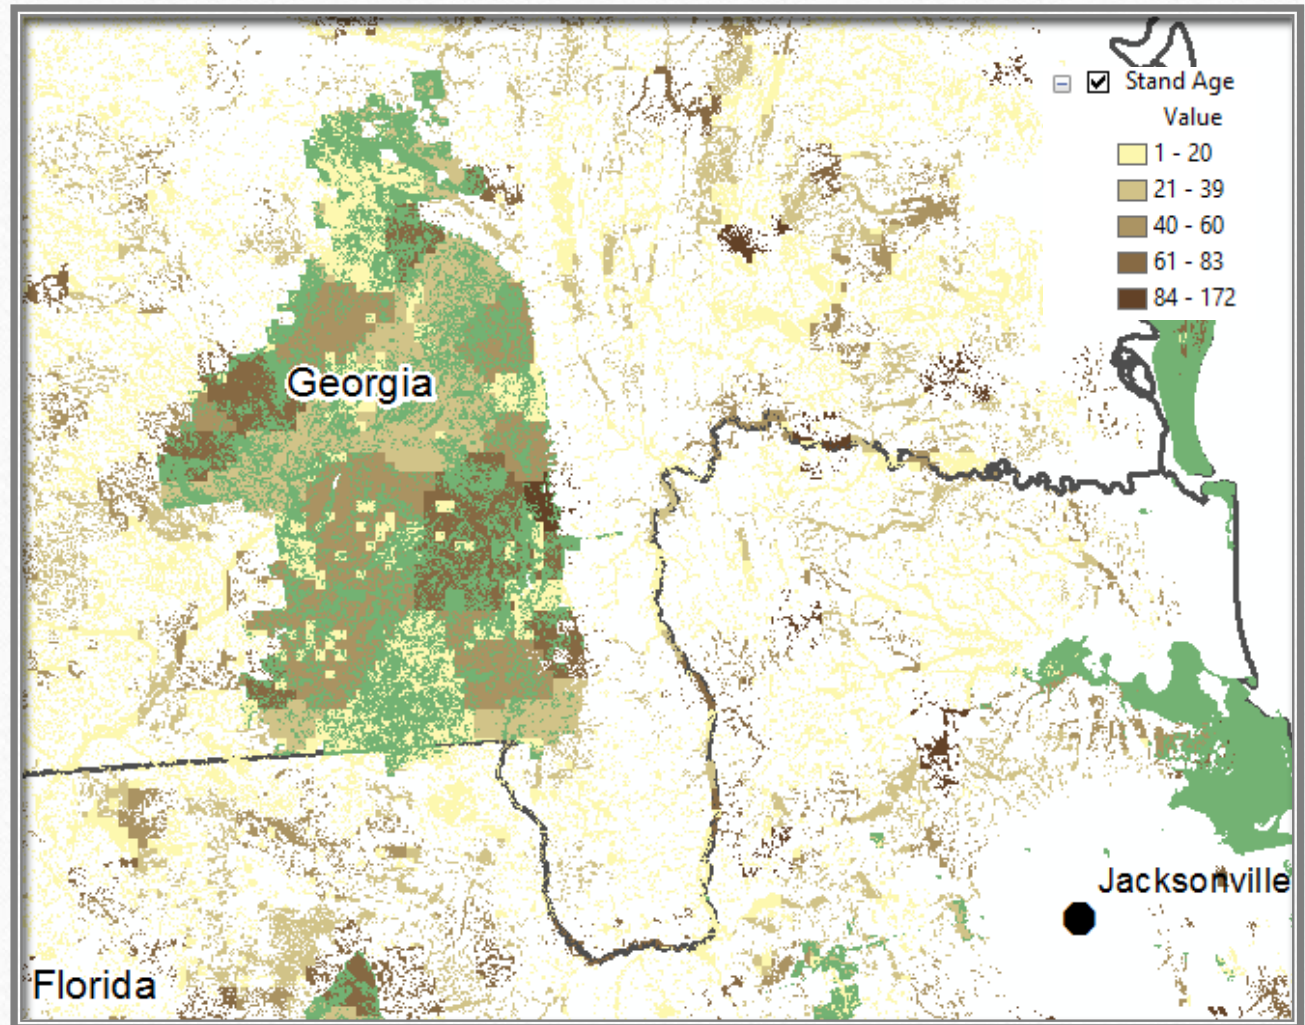 Stand Age
Value
1 - 20
21 - 39
40 - 60
61 - 83
84 - 172
Georgia
Jacksonville
Florida